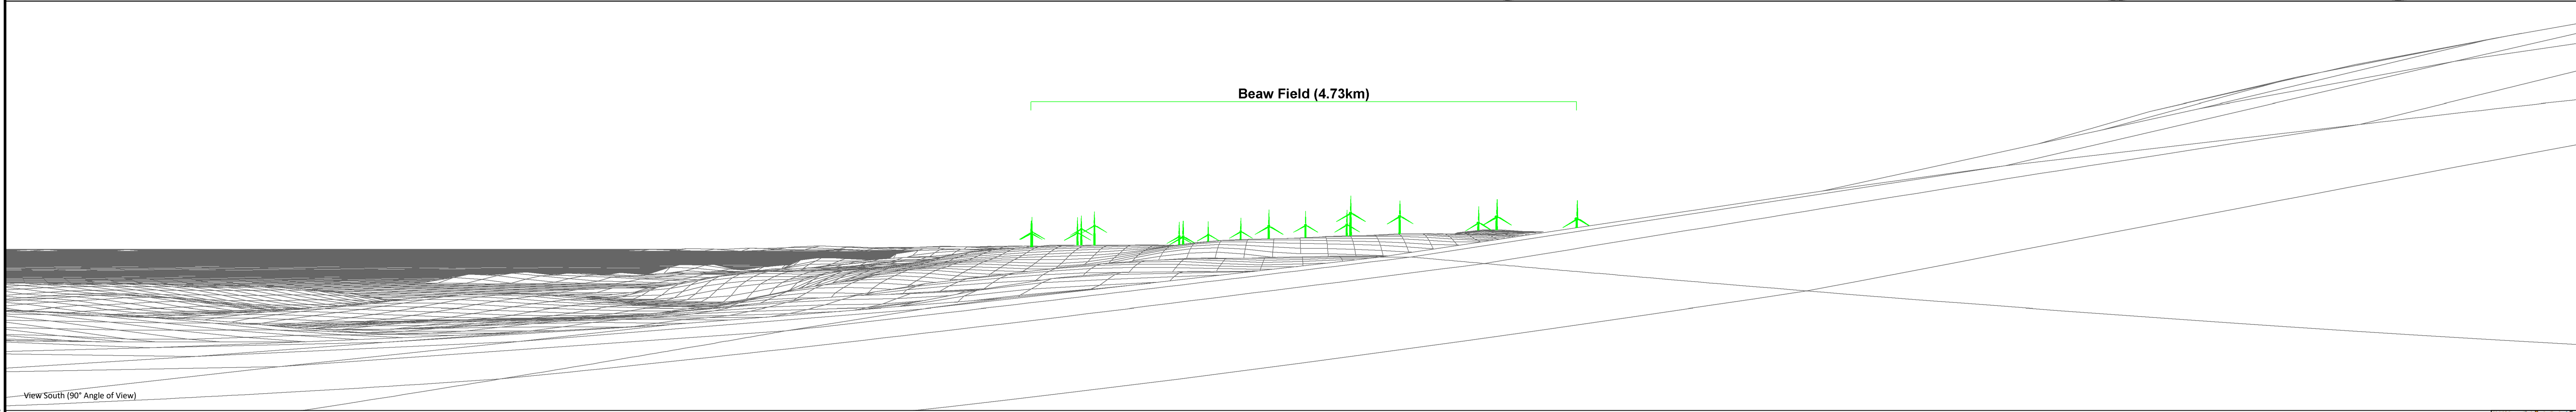 Beaw Field (4.73km)
View South (90° Angle of View)